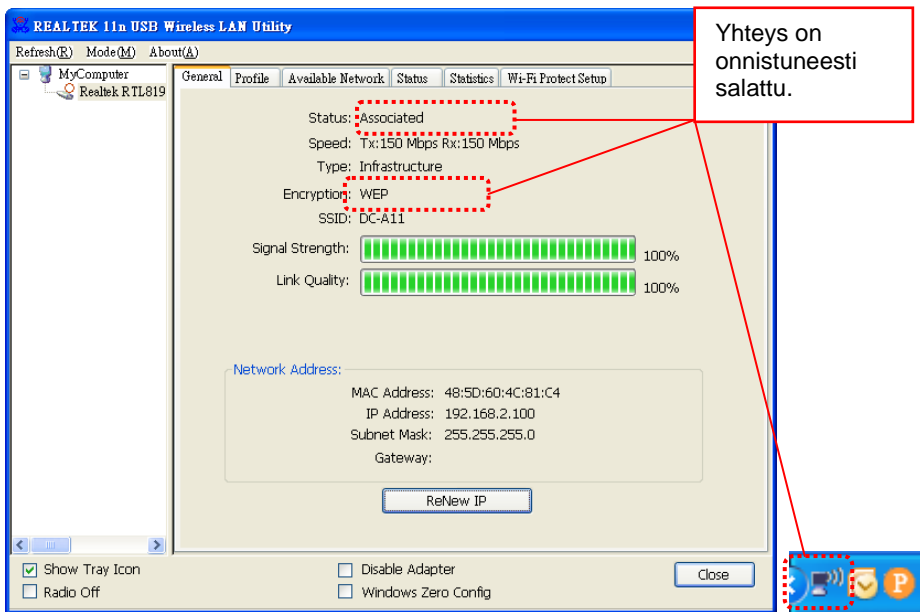 REALTEK 11n USB Wireless LAN Utility
Refresh(R) Mode(M) About(A)
MyComputer
Realtek RTL819
General Profile Available Network Status Statistics Wi-Fi Protect Setup
Status: Associated
Speed: Tx:150 Mbps Rx:150 Mbps
Type: Infrastructure
Encryption: WEP
SSID: DC-A11
Signal Strength: 100%
Link Quality: 100%
Network Address:
MAC Address: 48:5D:60:4C:81:C4
IP Address: 192.168.2.100
Subnet Mask: 255.255.255.0
Gateway:
ReNew IP
Show Tray Icon
Radio Off
Disable Adapter
Windows Zero Config
Close
Yhteys on
onnistuneesti
salattu.
P